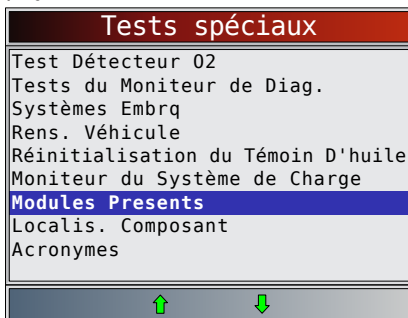 Tests spéciaux
Test Détecteur O2
Tests du Moniteur de Diag.
Systèmes Embrq
Rens. Véhicule
Réinitialisation du Témoin D'huile
Moniteur du Système de Charge
Modules Presents
Localis. Composant
Acronymes